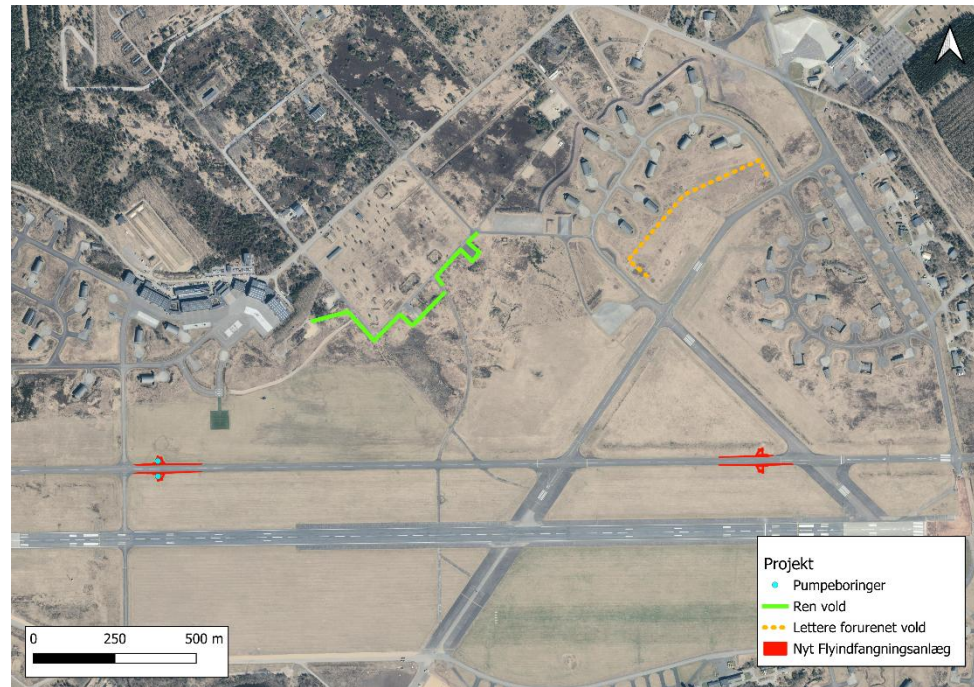 Projekt
Pumpeboringer
Ren vold
Lettere forurenet vold
Nyt Flyindfangningsanlæg
0 250 500 m